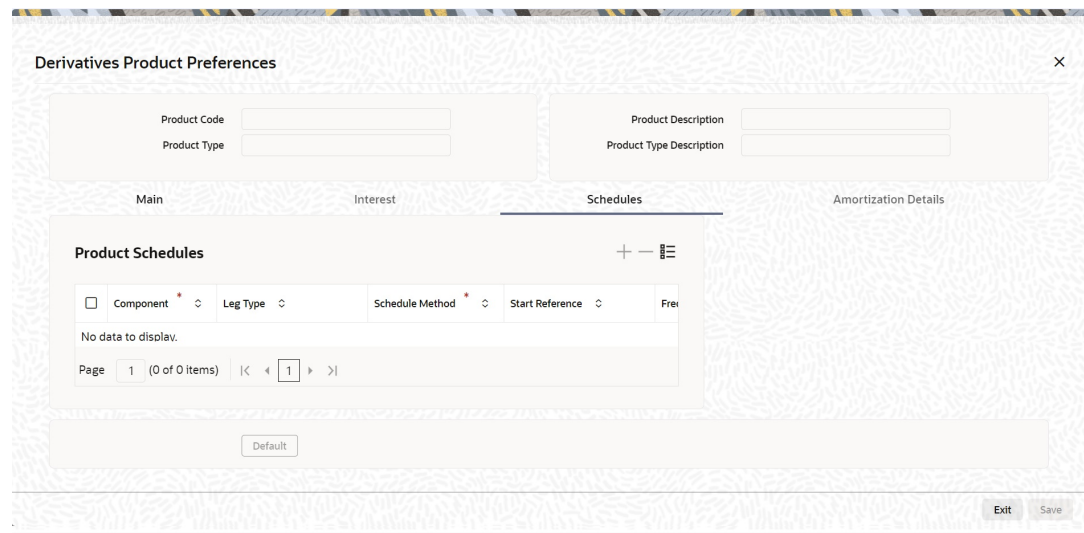 Derivatives Product Preferences
Product Code
Product Description
Product Type
Product Type Description
Main Interest Schedules Amortization Details
Product Schedules
Component * Leg Type Schedule Method * Start Reference
No data to display.
Page 1 (0 of 0 items) 1
Default
Exit Save